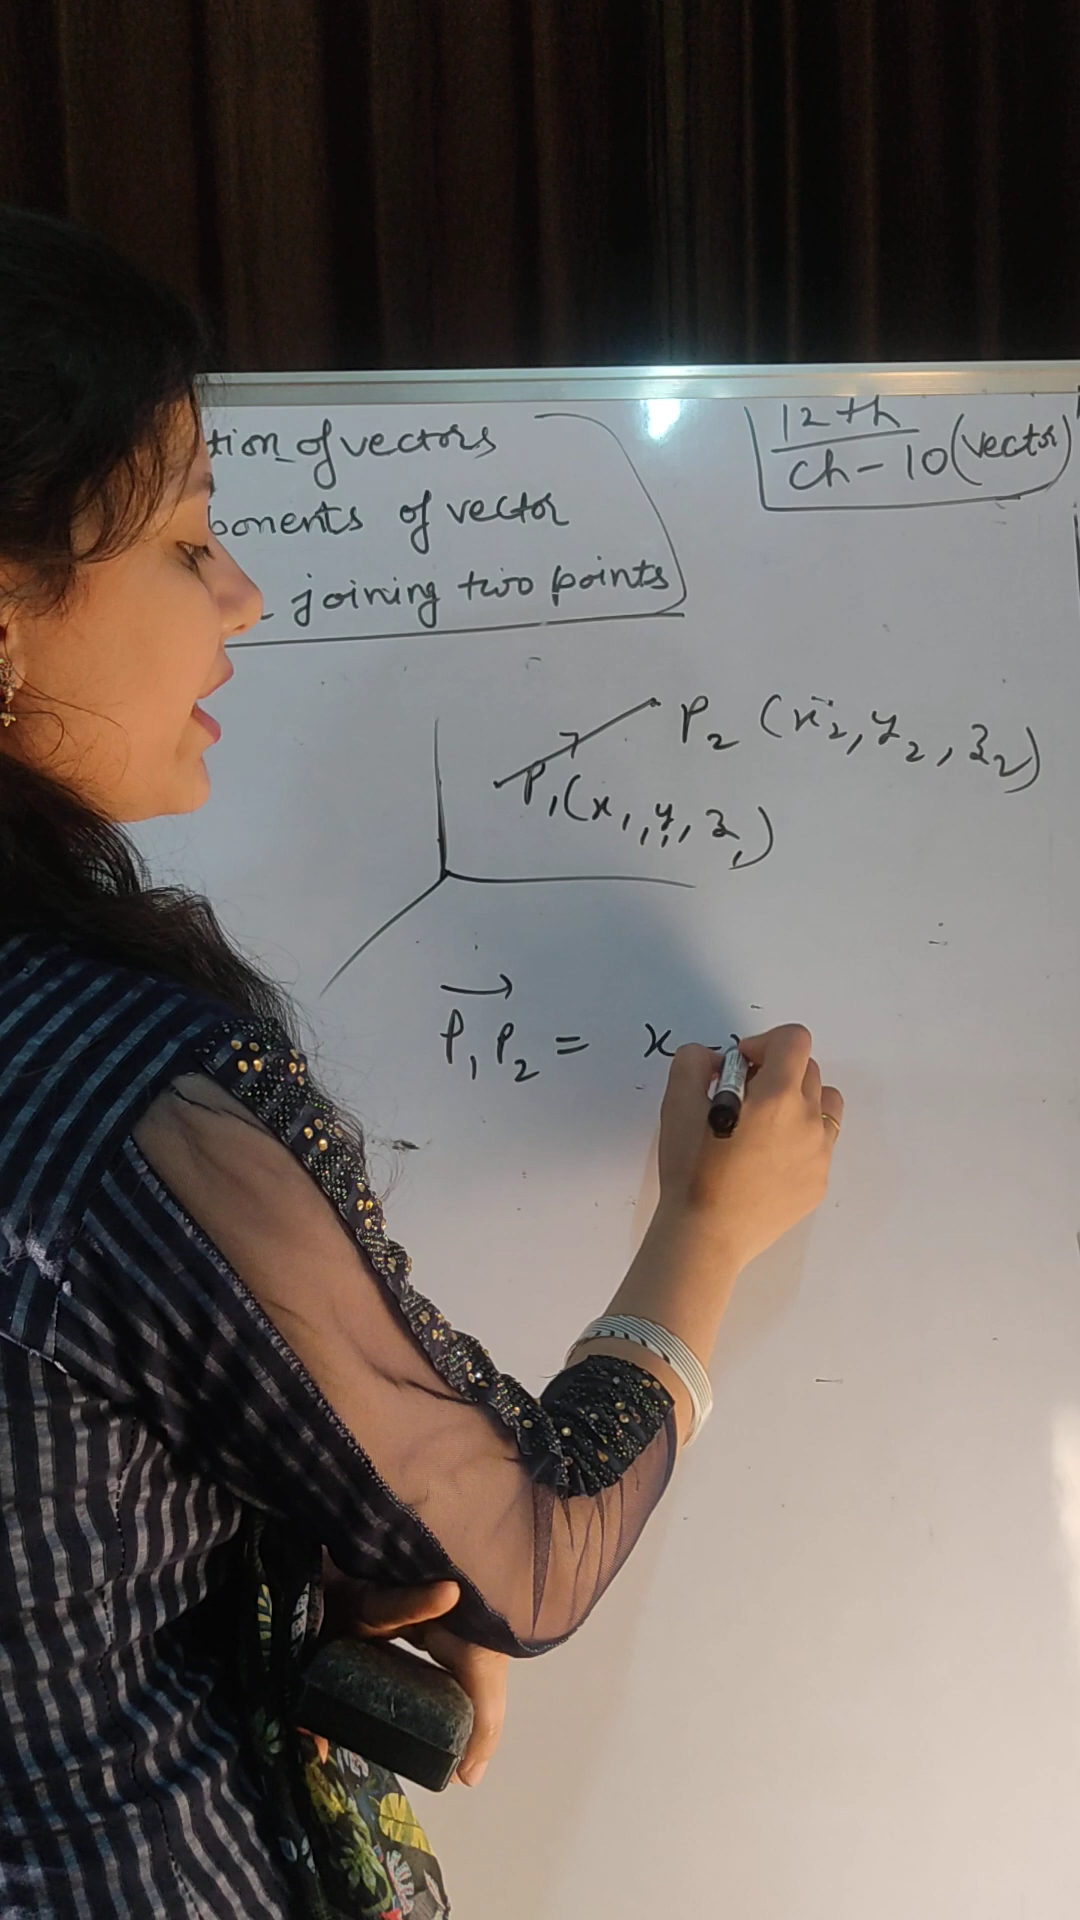 tion of vectors
ponents of vector
joining two points
12th
ch-10 (vector)
P₂ (x₂, y₂, z₂)
P₁(x₁, y₁, z₁)
P₁P₂ = x -